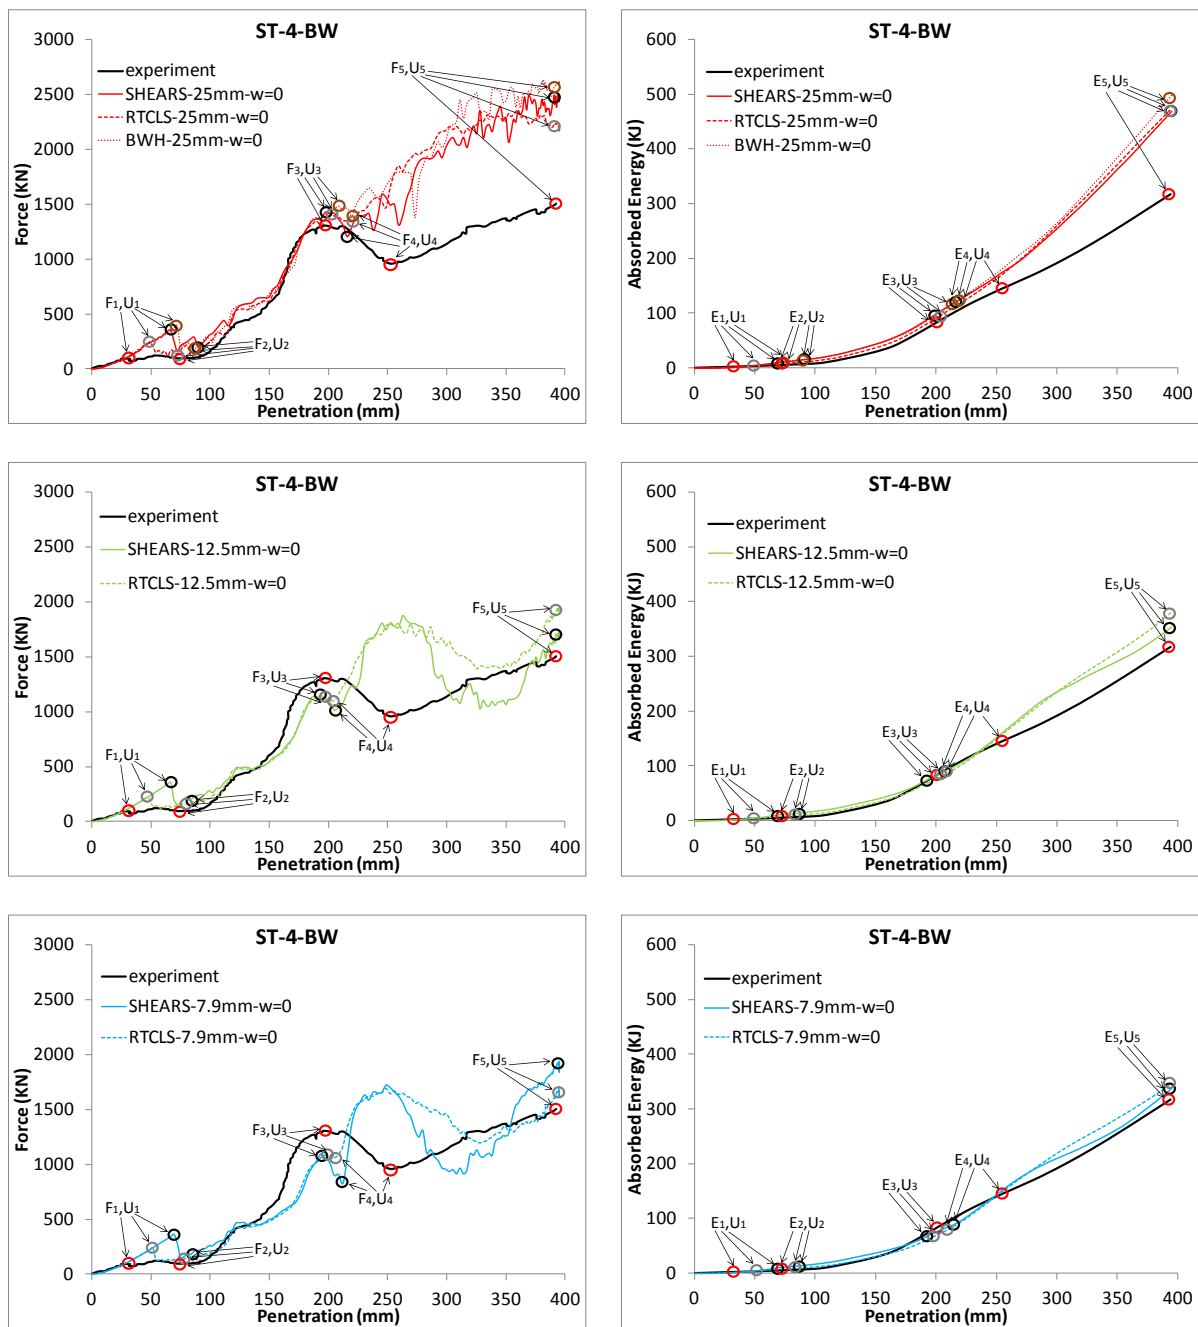 ST-4-BW
3000
2500
2000
1500
1000
500
0
Force (KN)
experiment
SHEARS-25mm-w=0
RTCLS-25mm-w=0
BWH-25mm-w=0
F5,U5
F3,U3
F4,U4
F1,U1
F2,U2
0 50 100 150 200 250 300 350 400
Penetration (mm)
ST-4-BW
600
500
400
300
200
100
0
Absorbed Energy (KJ)
experiment
SHEARS-25mm-w=0
RTCLS-25mm-w=0
BWH-25mm-w=0
E5,U5
E4,U4
E3,U3
E1,U1
E2,U2
0 50 100 150 200 250 300 350 400
Penetration (mm)
ST-4-BW
3000
2500
2000
1500
1000
500
0
Force (KN)
experiment
SHEARS-12.5mm-w=0
RTCLS-12.5mm-w=0
F5,U5
F3,U3
F4,U4
F1,U1
F2,U2
0 50 100 150 200 250 300 350 400
Penetration (mm)
ST-4-BW
600
500
400
300
200
100
0
Absorbed Energy (KJ)
experiment
SHEARS-12.5mm-w=0
RTCLS-12.5mm-w=0
E5,U5
E4,U4
E3,U3
E1,U1
E2,U2
0 50 100 150 200 250 300 350 400
Penetration (mm)
ST-4-BW
3000
2500
2000
1500
1000
500
0
Force (KN)
experiment
SHEARS-7.9mm-w=0
RTCLS-7.9mm-w=0
F5,U5
F3,U3
F4,U4
F1,U1
F2,U2
0 50 100 150 200 250 300 350 400
Penetration (mm)
ST-4-BW
600
500
400
300
200
100
0
Absorbed Energy (KJ)
experiment
SHEARS-7.9mm-w=0
RTCLS-7.9mm-w=0
E5,U5
E4,U4
E3,U3
E1,U1
E2,U2
0 50 100 150 200 250 300 350 400
Penetration (mm)